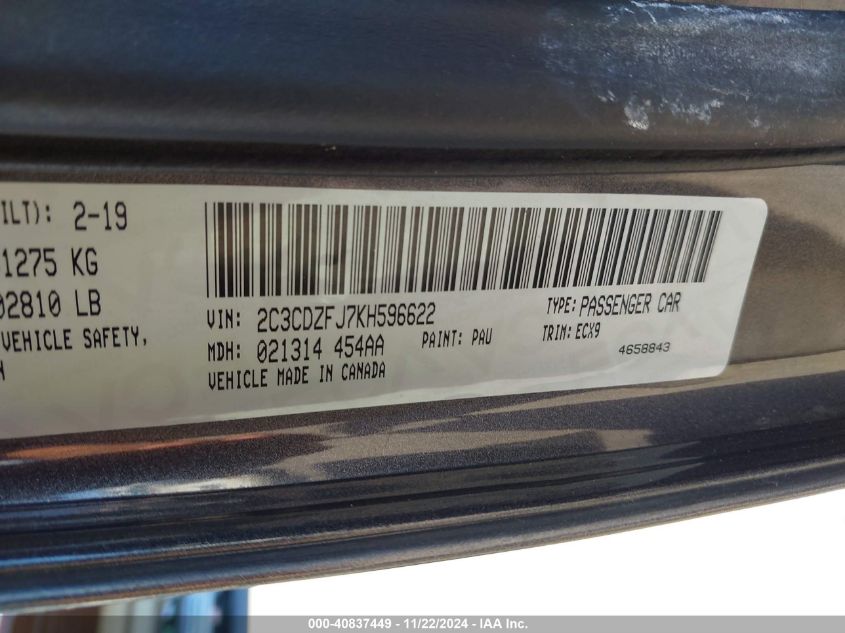 ILT): 2-19
1275 KG
02810 LB
VEHICLE SAFETY,
N
VIN: 2C3CDZFJ7KH596622
TYPE: PASSENGER CAR
MDH: 021314 454AA
PAINT: PAU
TRIM: ECX9
VEHICLE MADE IN CANADA
4658843
000-40837449 - 11/22/2024 - IAA Inc.